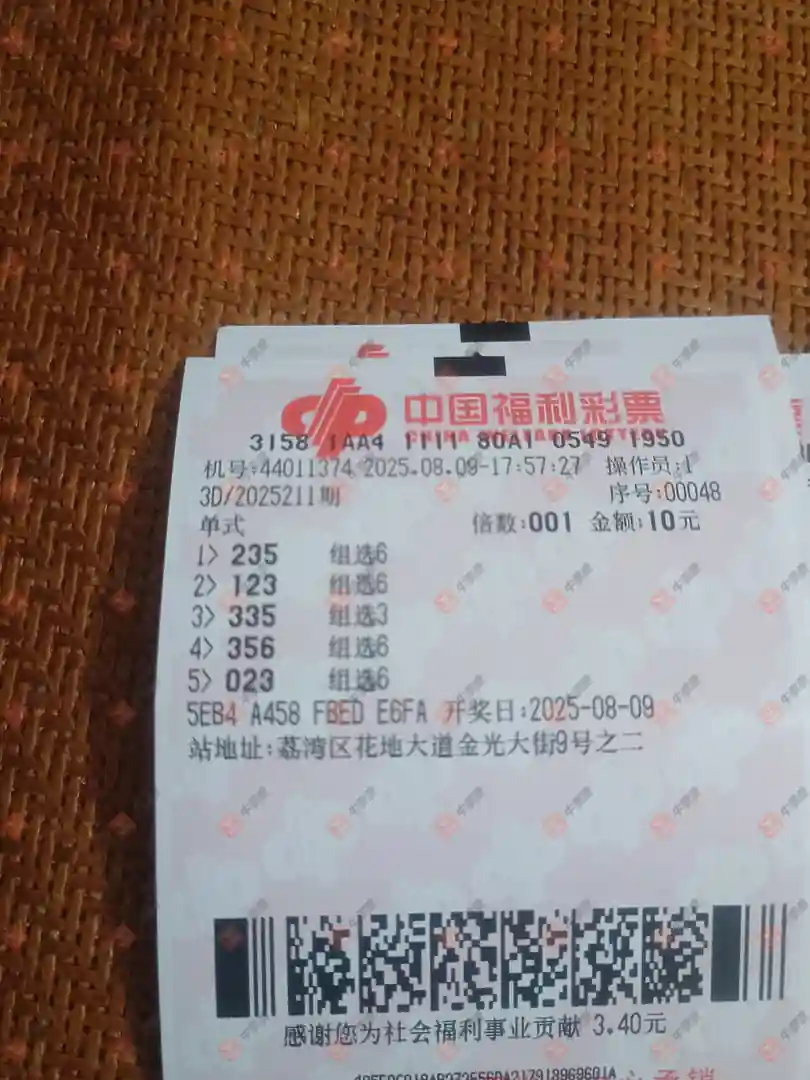 中国福利彩票
CHINA WELFARE LOTTERY
3158 1AA4 1111 80A1 0549 1950
机号:44011374 2025.08.09-17:57:27 操作员:1
3D/2025211期 序号:00048
单式 倍数:001 金额:10元
1> 235 组选6
2> 123 组选6
3> 335 组选3
4> 356 组选6
5> 023 组选6
5EB4 A458 FBED E6FA 开奖日:2025-08-09
站地址:荔湾区花地大道金光大街9号之二
感谢您为社会福利事业贡献 3.40元